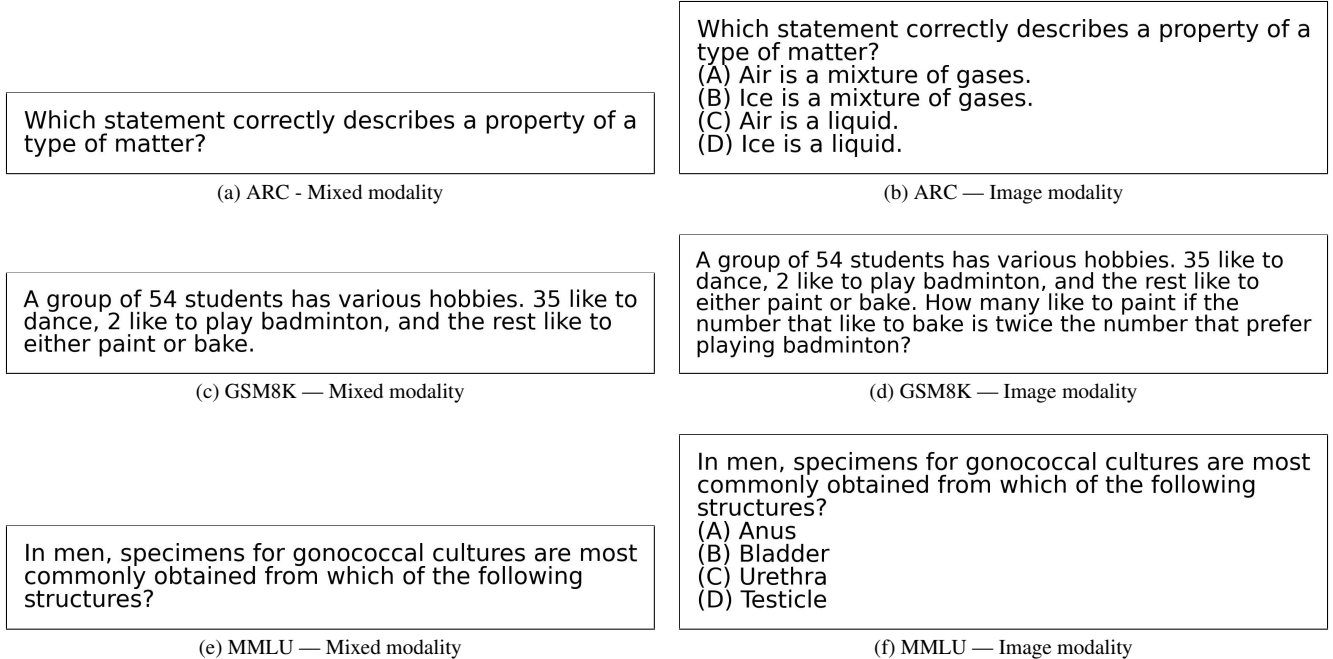 Which statement correctly describes a property of a
type of matter?
(a) ARC - Mixed modality
Which statement correctly describes a property of a
type of matter?
(A) Air is a mixture of gases.
(B) Ice is a mixture of gases.
(C) Air is a liquid.
(D) Ice is a liquid.
(b) ARC — Image modality
A group of 54 students has various hobbies. 35 like to
dance, 2 like to play badminton, and the rest like to
either paint or bake.
(c) GSM8K — Mixed modality
A group of 54 students has various hobbies. 35 like to
dance, 2 like to play badminton, and the rest like to
either paint or bake. How many like to paint if the
number that like to bake is twice the number that prefer
playing badminton?
(d) GSM8K — Image modality
In men, specimens for gonococcal cultures are most
commonly obtained from which of the following
structures?
(e) MMLU — Mixed modality
In men, specimens for gonococcal cultures are most
commonly obtained from which of the following
structures?
(A) Anus
(B) Bladder
(C) Urethra
(D) Testicle
(f) MMLU — Image modality